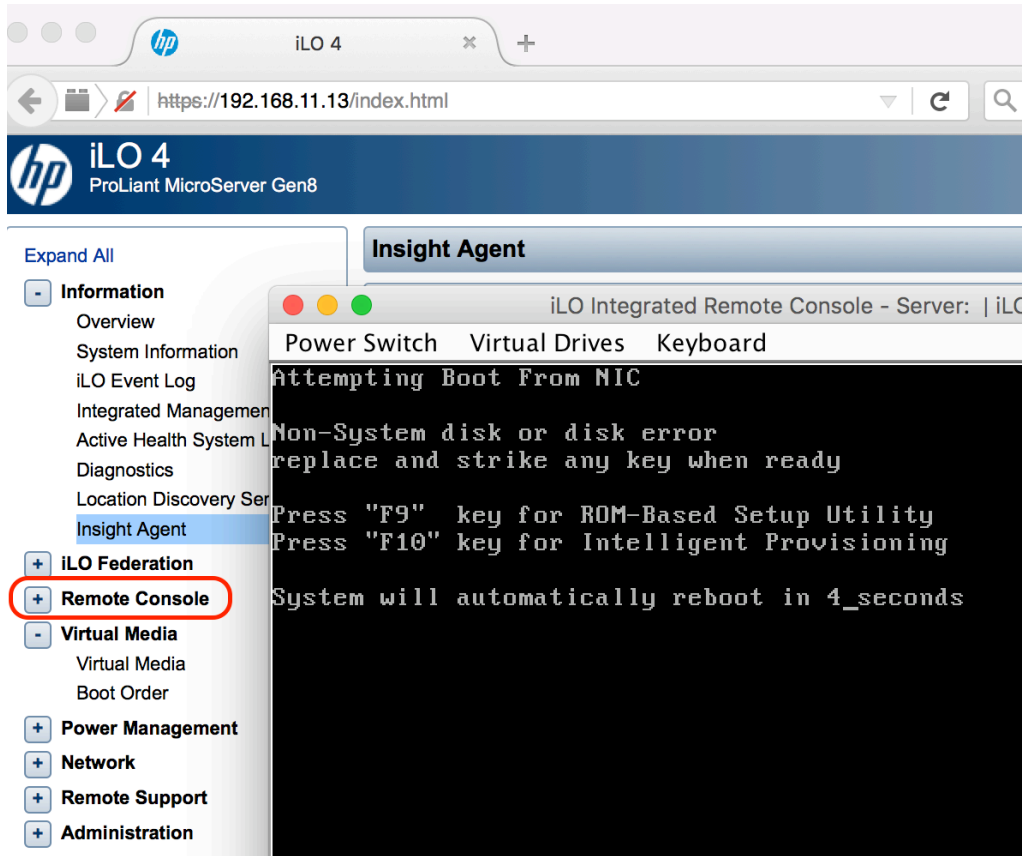 hp iLO 4
https://192.168.11.13/index.html
hp iLO 4
ProLiant MicroServer Gen8
Expand All
- Information
Overview
System Information
iLO Event Log
Integrated Managemen
Active Health System L
Diagnostics
Location Discovery Ser
Insight Agent
+ iLO Federation
+ Remote Console
- Virtual Media
Virtual Media
Boot Order
+ Power Management
+ Network
+ Remote Support
+ Administration
Insight Agent
iLO Integrated Remote Console - Server: | iLO
Power Switch Virtual Drives Keyboard
Attempting Boot From NIC
Non-System disk or disk error
replace and strike any key when ready
Press "F9" key for ROM-Based Setup Utility
Press "F10" key for Intelligent Provisioning
System will automatically reboot in 4_seconds